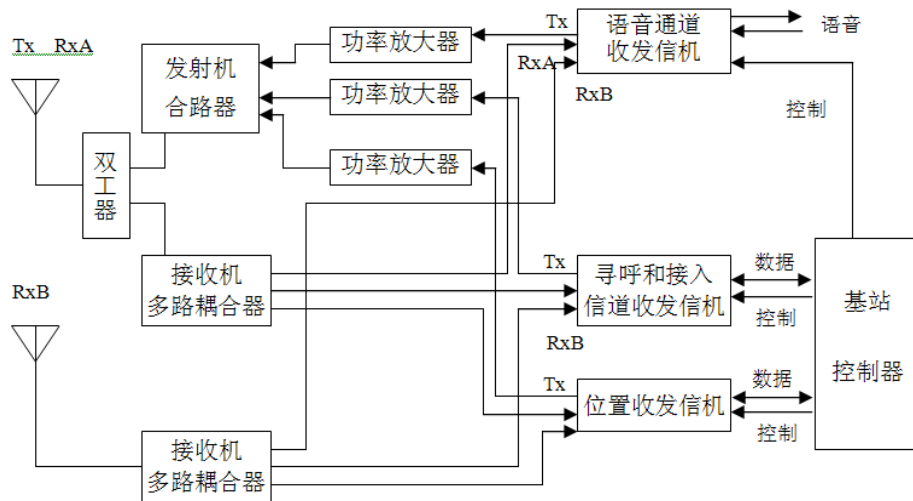 Tx RxA
发射机
合路器
功率放大器
功率放大器
功率放大器
Tx
RxA
RxB
语音通道
收发信机
语音
控制
双
工
器
接收机
多路耦合器
RxB
Tx
寻呼和接入
信道收发信机
数据
控制
RxB
基站
控制器
Tx
位置收发信机
数据
控制
接收机
多路耦合器